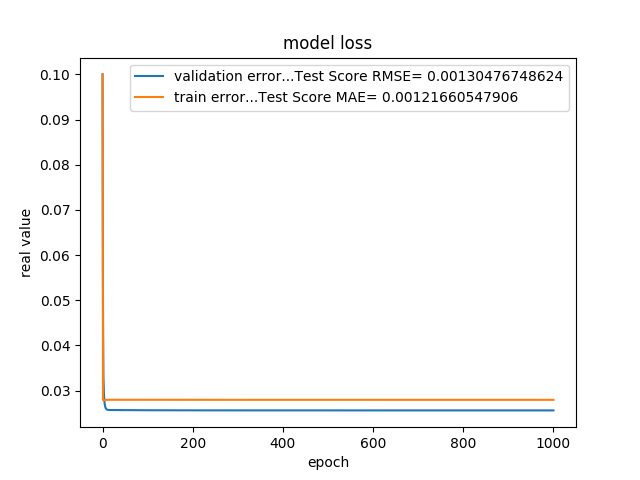 model loss
validation error...Test Score RMSE= 0.00130476748624
train error...Test Score MAE= 0.00121660547906
0.10
0.09
0.08
0.07
0.06
0.05
0.04
0.03
real value
0 200 400 600 800 1000
epoch